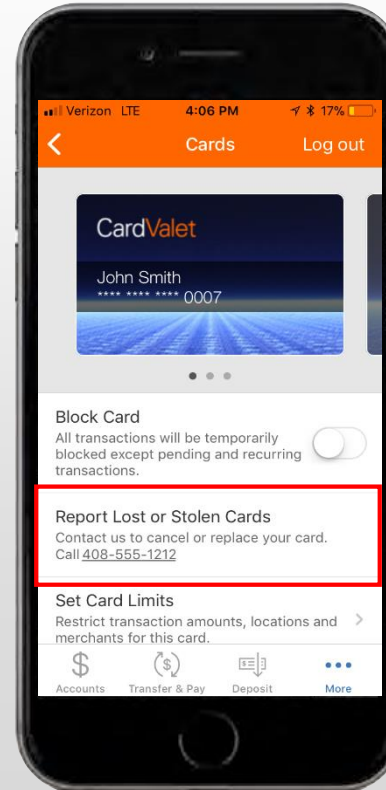 Verizon LTE 4:06 PM 17%
Cards Log out
CardValet
John Smith
**** **** **** 0007
Block Card
All transactions will be temporarily
blocked except pending and recurring
transactions.
Report Lost or Stolen Cards
Contact us to cancel or replace your card.
Call 408-555-1212
Set Card Limits
Restrict transaction amounts, locations and
merchants for this card.
Accounts Transfer & Pay Deposit More